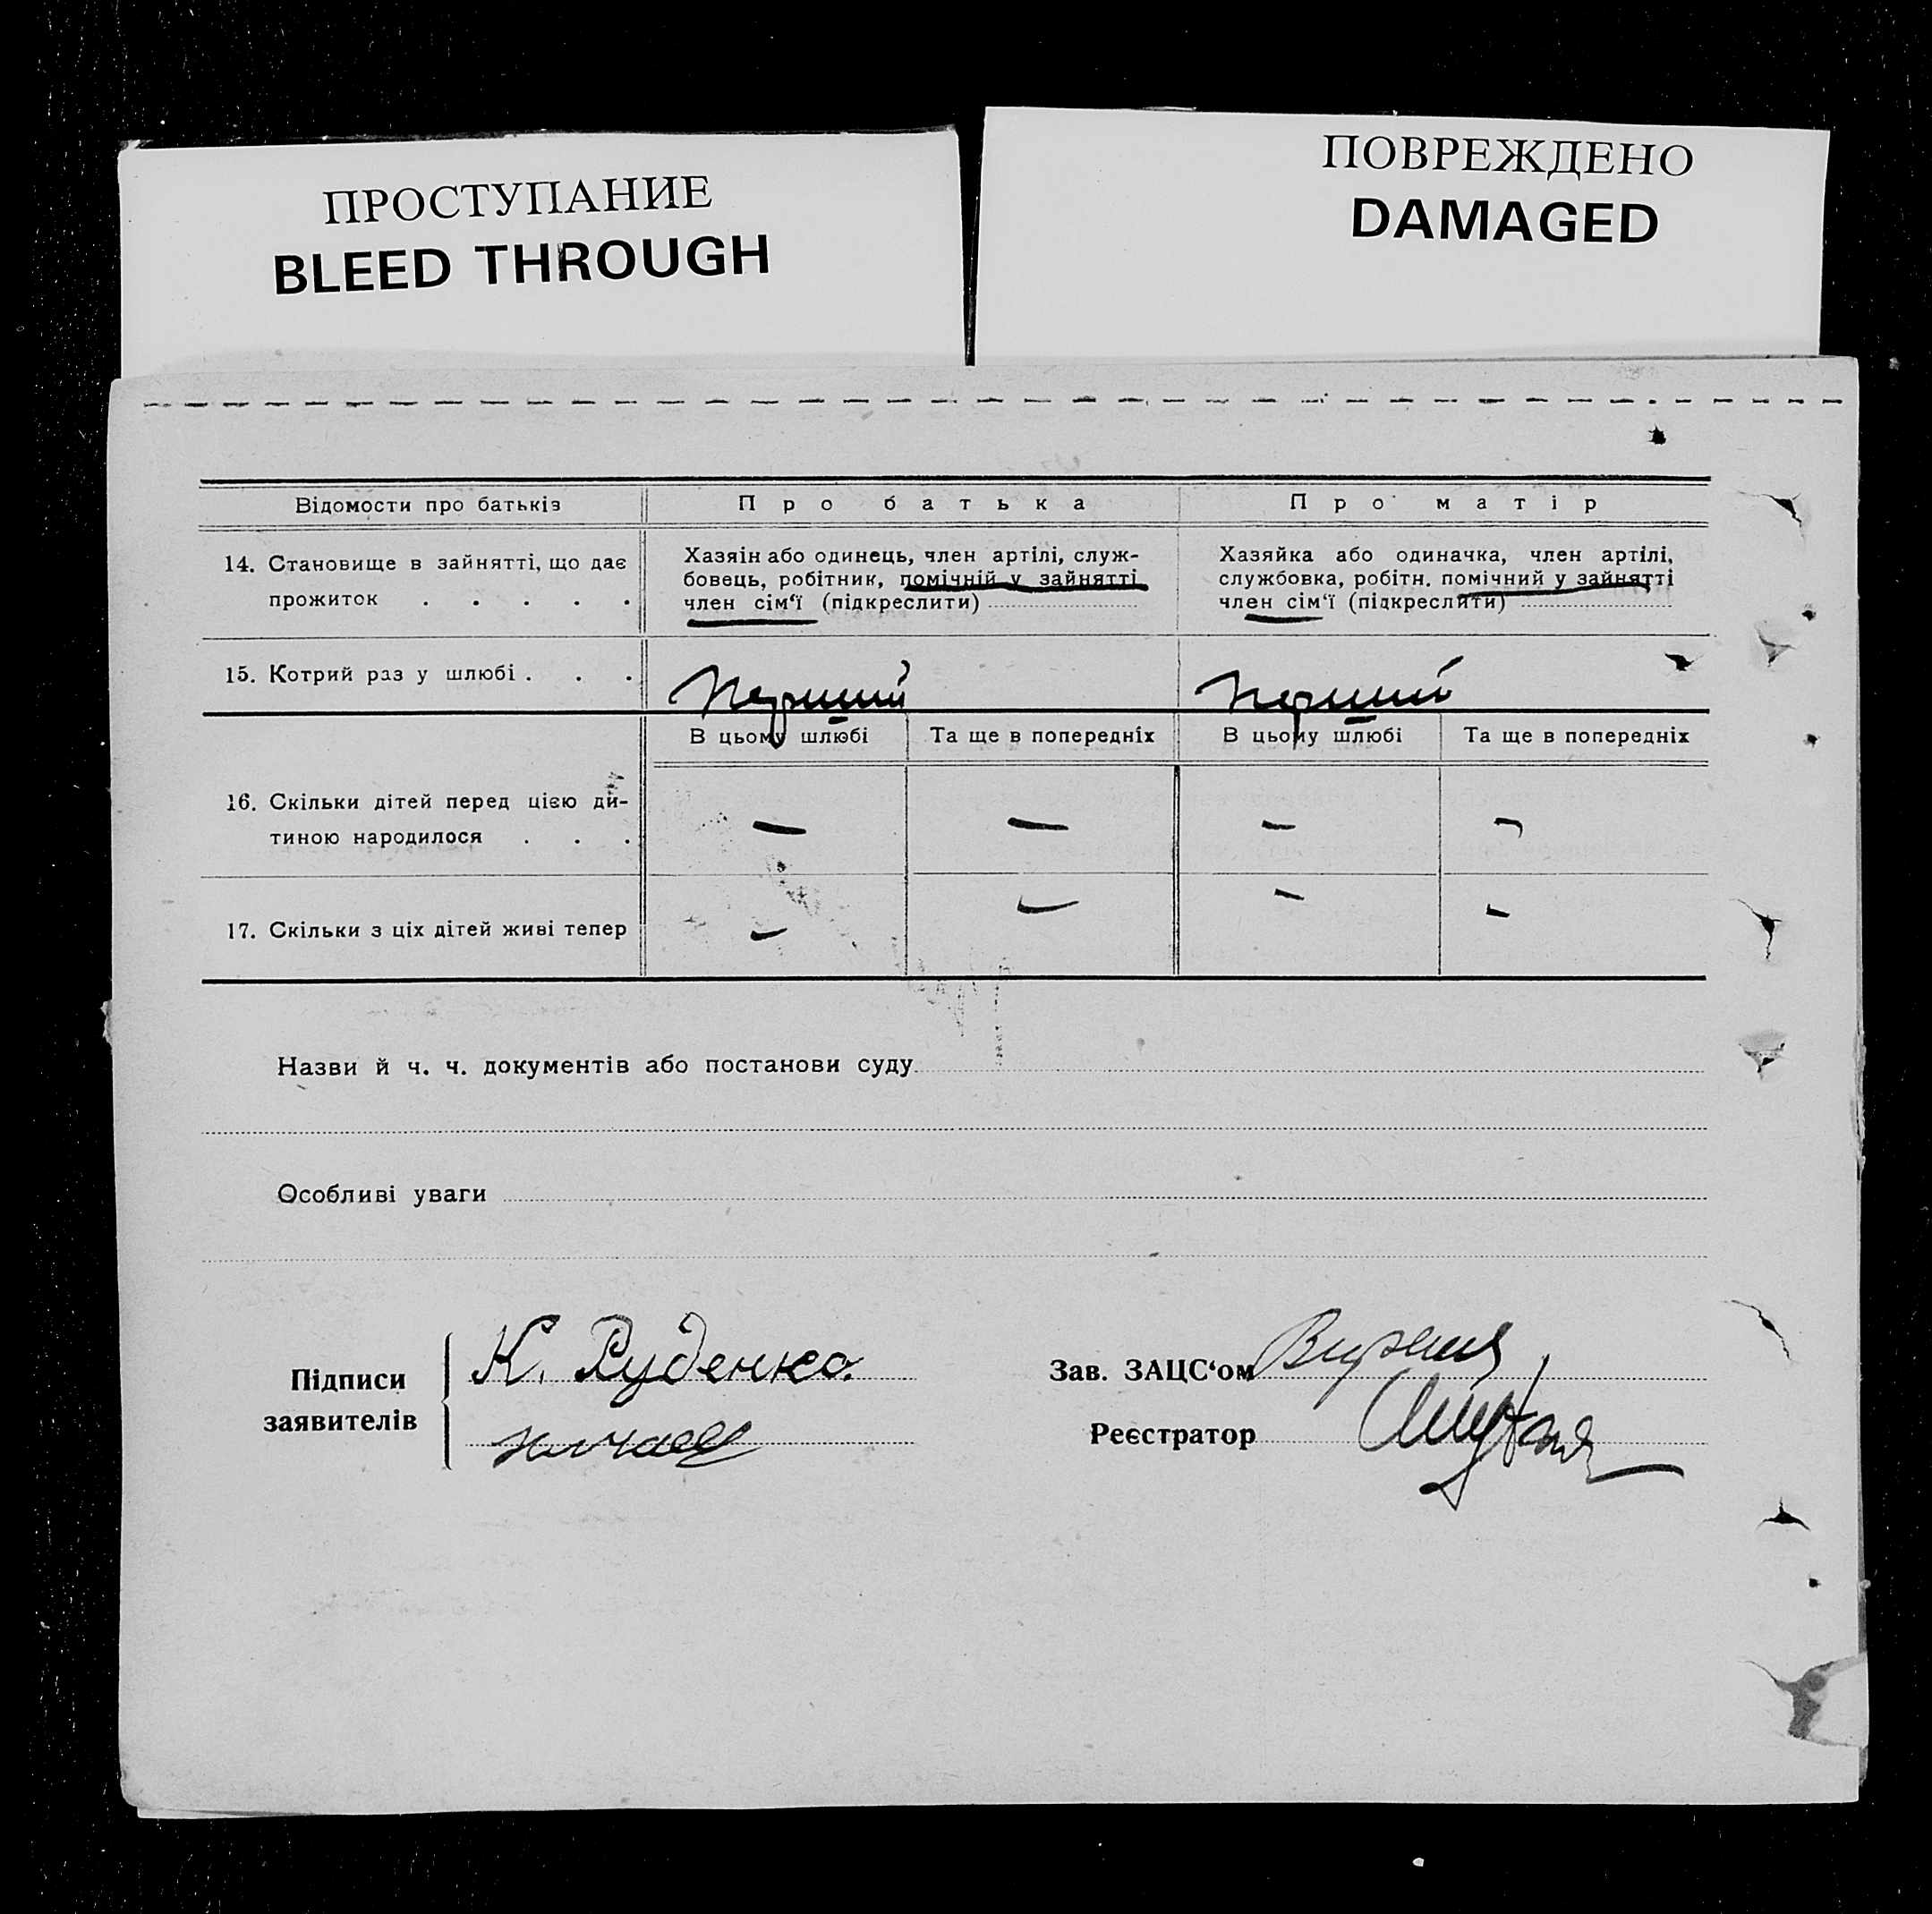 ПРОСТУПАНИЕ
BLEED THROUGH
ПОВРЕЖДЕНО
DAMAGED
Відомости про батьків
Про батька
Про матір
14. Становище в зайнятті, що дає
прожиток . . . . .
Хазяін або одинець, член артілі, служ-
бовець, робітник, помічній у зайнятті
член сім‘ї (підкреслити)
Хазяйка або одиначка, член артілі,
службовка, робітн. помічний у зайнятті
член сім‘ї (підкреслити)
15. Котрий раз у шлюбі . . .
Перший
Перший
В цьому шлюбі
Та ще в попередніх
В цьому шлюбі
Та ще в попередніх
16. Скільки дітей перед цією ди-
тиною народилося . . .
— — — —
17. Скільки з ціх дітей живі тепер
— — — —
Назви й ч. ч. документів або постанови суду
Особливі уваги
Підписи
заявителів
К. Руденко.
Зав. ЗАЦС‘ом
Реєстратор